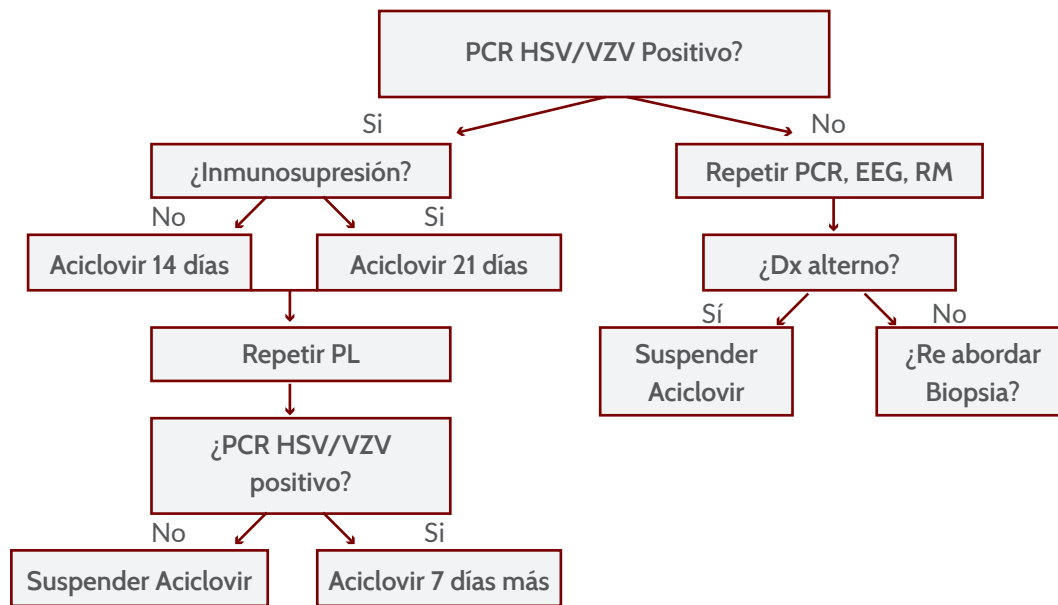 PCR HSV/VZV Positivo?
Si
No
¿Inmunosupresión?
Repetir PCR, EEG, RM
No
Si
Aciclovir 14 días
Aciclovir 21 días
¿Dx alterno?
Sí
No
Repetir PL
Suspender
Aciclovir
¿Re abordar
Biopsia?
¿PCR HSV/VZV
positivo?
No
Si
Suspender Aciclovir
Aciclovir 7 días más